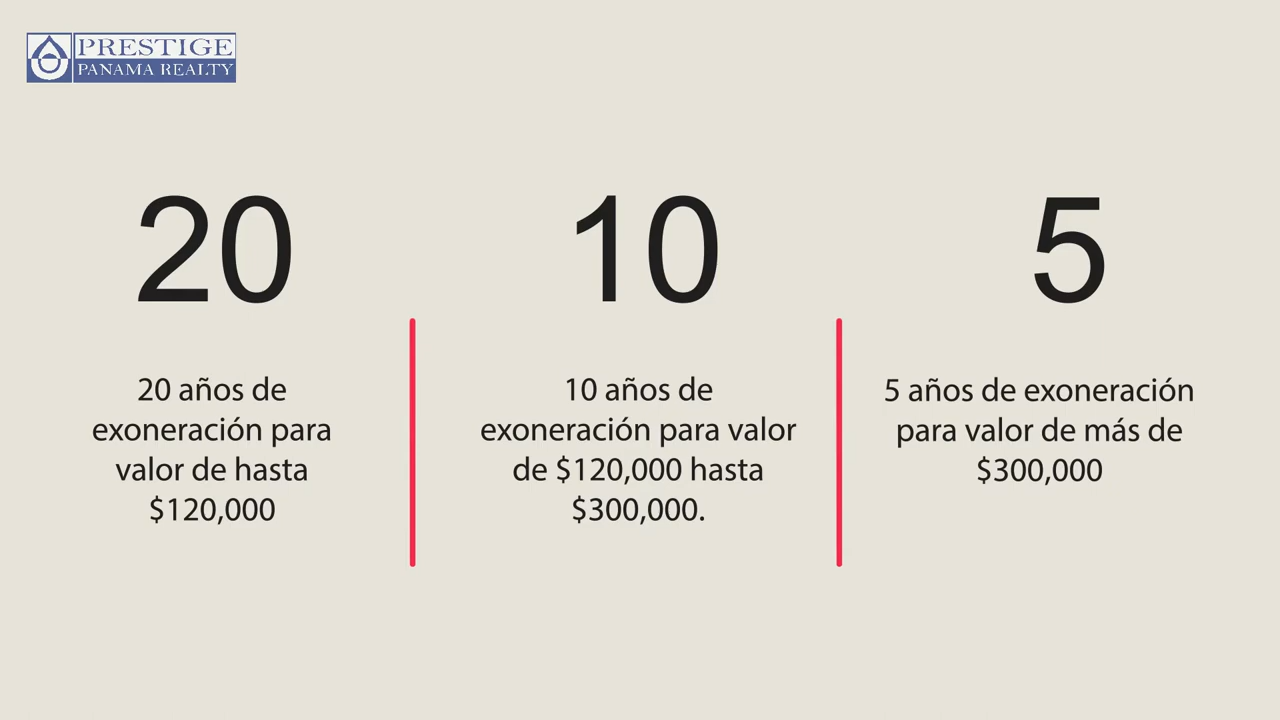 PRESTIGE
PANAMA REALTY
20
20 años de
exoneración para
valor de hasta
$120,000
10
10 años de
exoneración para valor
de $120,000 hasta
$300,000.
5
5 años de exoneración
para valor de más de
$300,000